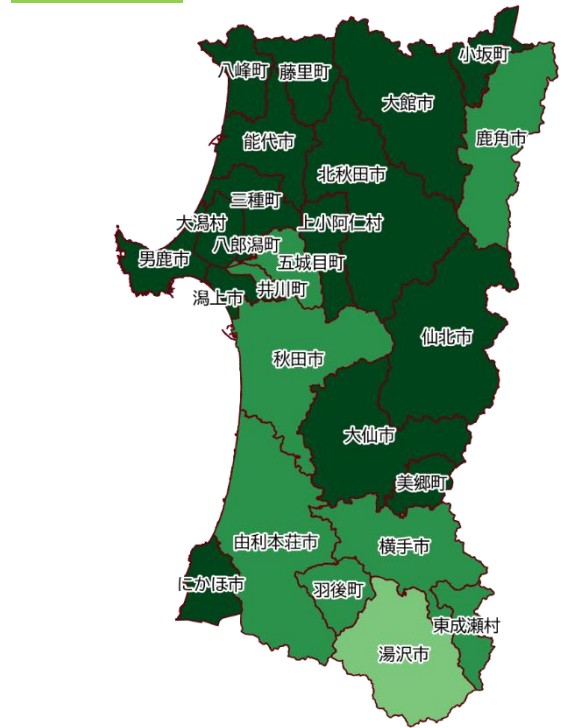 小坂町
八峰町
藤里町
大館市
鹿角市
能代市
北秋田市
三種町
大潟村
上小阿仁村
八郎潟町
男鹿市
五城目町
井川町
潟上市
仙北市
秋田市
大仙市
美郷町
由利本荘市
横手市
にかほ市
羽後町
東成瀬村
湯沢市